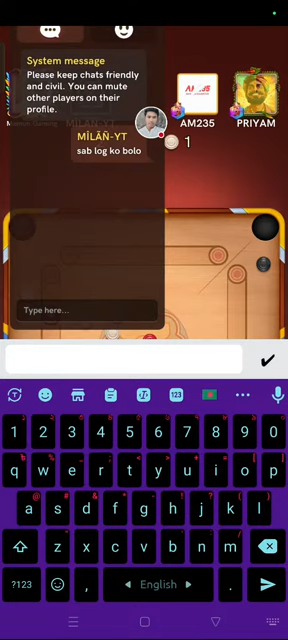 System message
Please keep chats friendly
and civil. You can mute
other players on their
profile.
MİLÄÑ-YT
sab log ko bolo
AM235
PRIYAM
1
Type here...
1 2 3 4 5 6 7 8 9 0
q w e r t y u i o p
a s d f g h j k l
z x c v b n m
?123 , English .